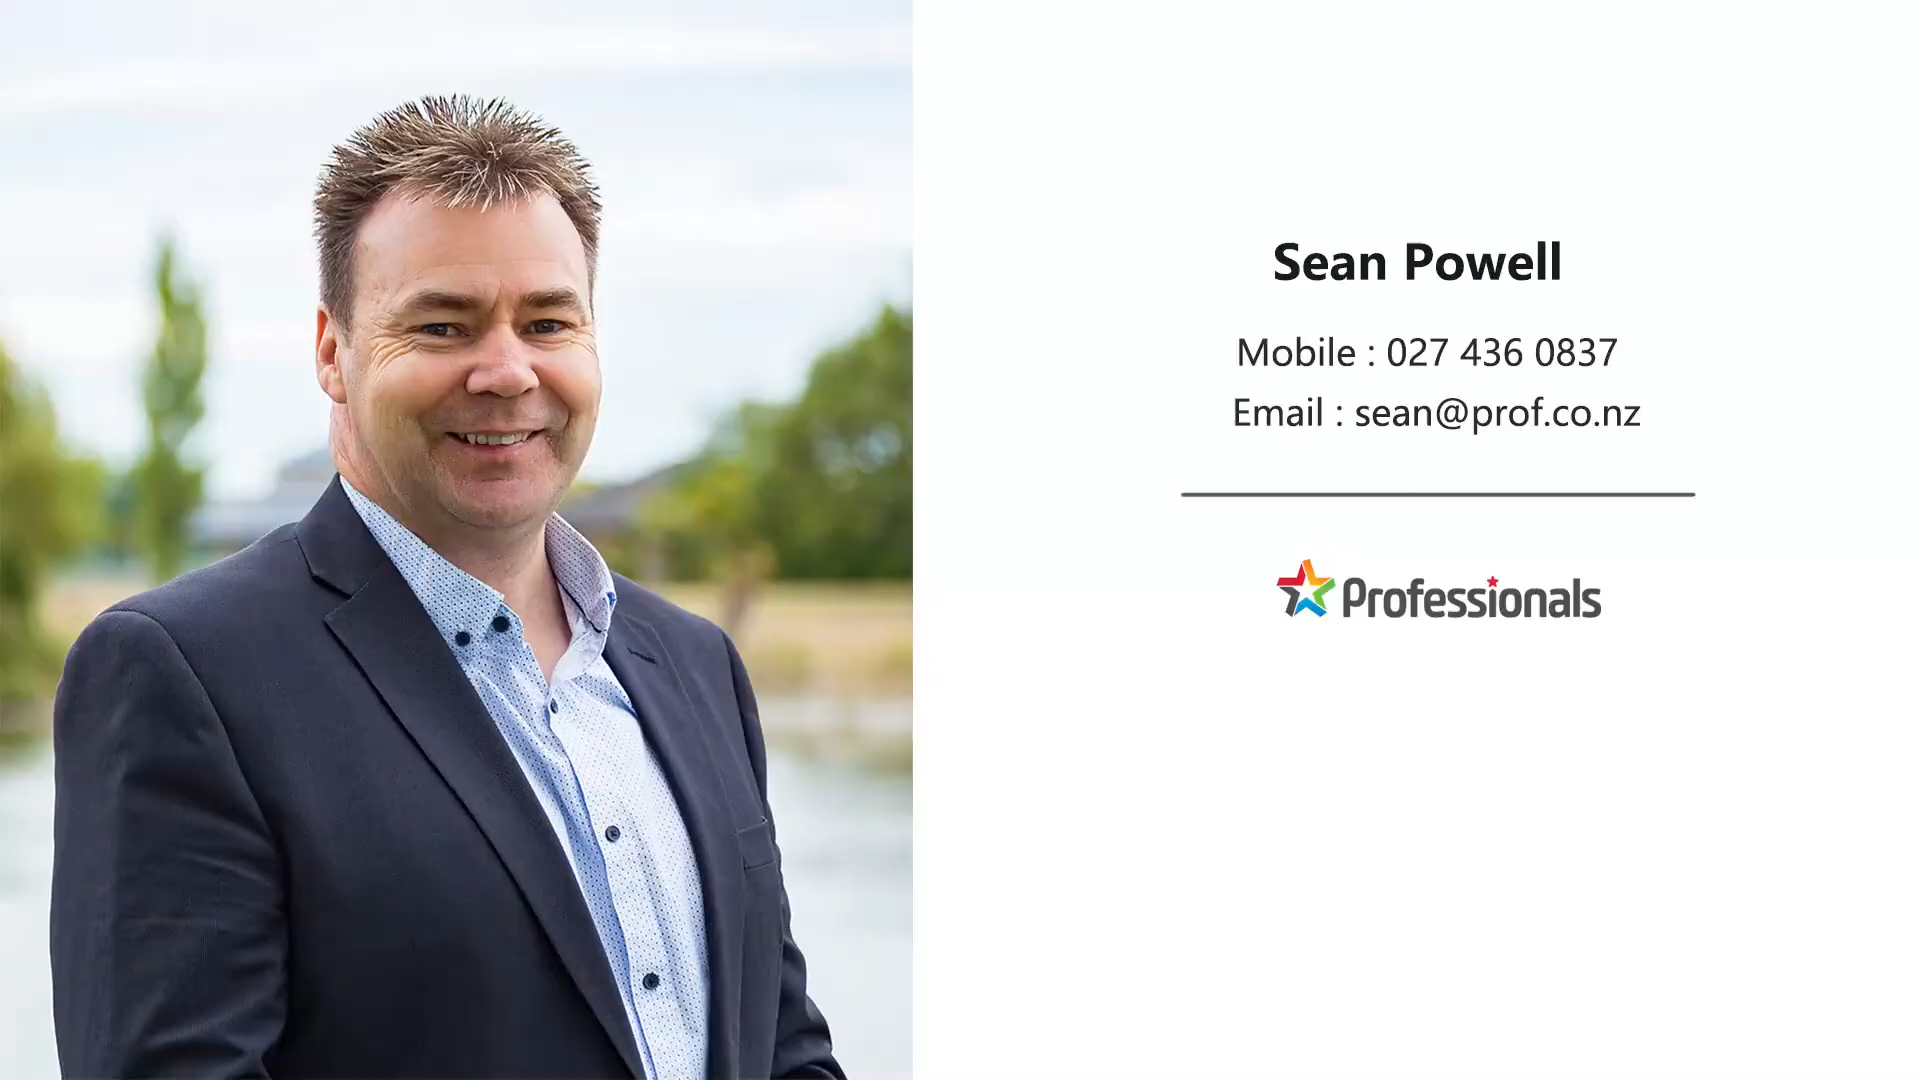 Sean Powell
Mobile : 027 436 0837
Email : sean@prof.co.nz
Professionals